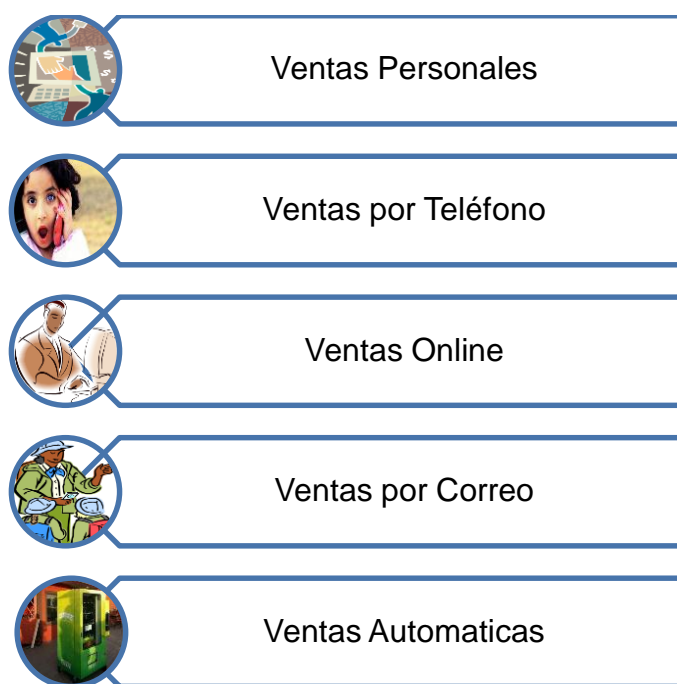 Ventas Personales
Ventas por Teléfono
Ventas Online
Ventas por Correo
Ventas Automaticas